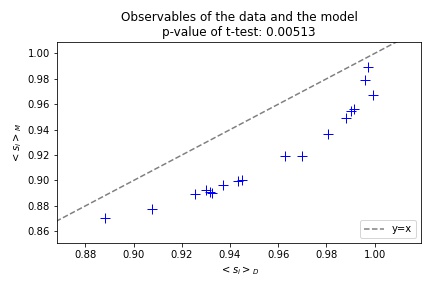 Observables of the data and the model
p-value of t-test: 0.00513
1.00
0.98
0.96
0.94
0.92
0.90
0.88
0.86
< s_i >_M
0.88 0.90 0.92 0.94 0.96 0.98 1.00
< s_i >_D
y=x